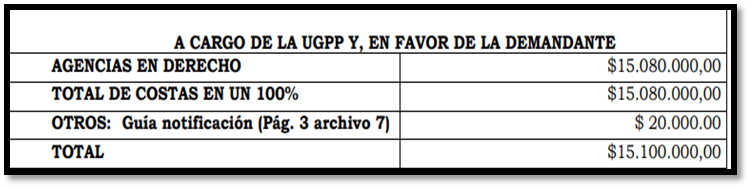 A CARGO DE LA UGPP Y, EN FAVOR DE LA DEMANDANTE
AGENCIAS EN DERECHO $15.080.000,00
TOTAL DE COSTAS EN UN 100% $15.080.000,00
OTROS: Guía notificación (Pág. 3 archivo 7) $ 20.000.00
TOTAL $15.100.000,00